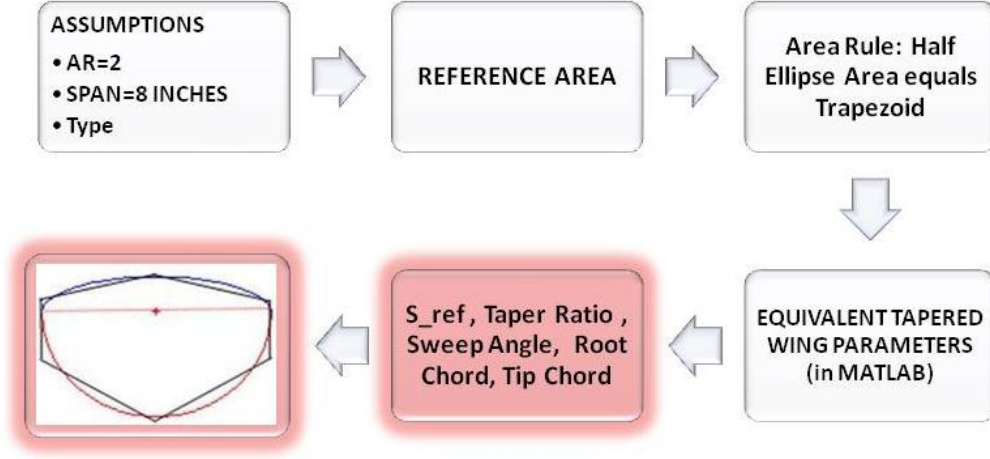 ASSUMPTIONS
• AR=2
• SPAN=8 INCHES
• Type
REFERENCE AREA
Area Rule: Half
Ellipse Area equals
Trapezoid
EQUIVALENT TAPERED
WING PARAMETERS
(in MATLAB)
S_ref , Taper Ratio ,
Sweep Angle, Root
Chord, Tip Chord